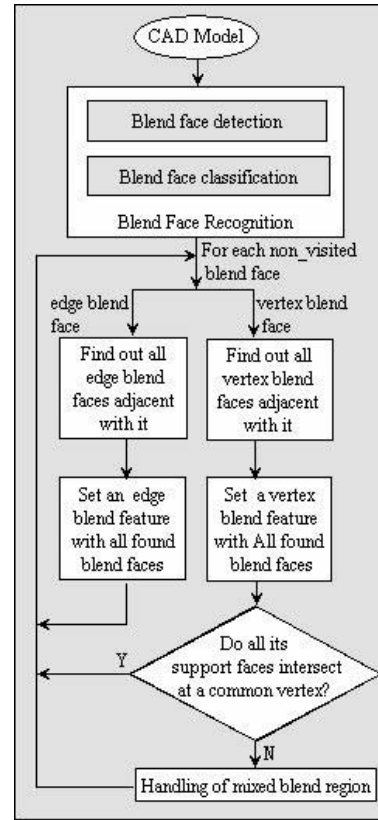 CAD Model
Blend face detection
Blend face classification
Blend Face Recognition
For each non_visited
blend face
edge blend
face
vertex blend
face
Find out all
edge blend
faces adjacent
with it
Find out all
vertex blend
faces adjacent
with it
Set an edge
blend feature
with all found
blend faces
Set a vertex
blend feature
with All found
blend faces
Do all its
support faces intersect
at a common vertex?
Y
N
Handling of mixed blend region